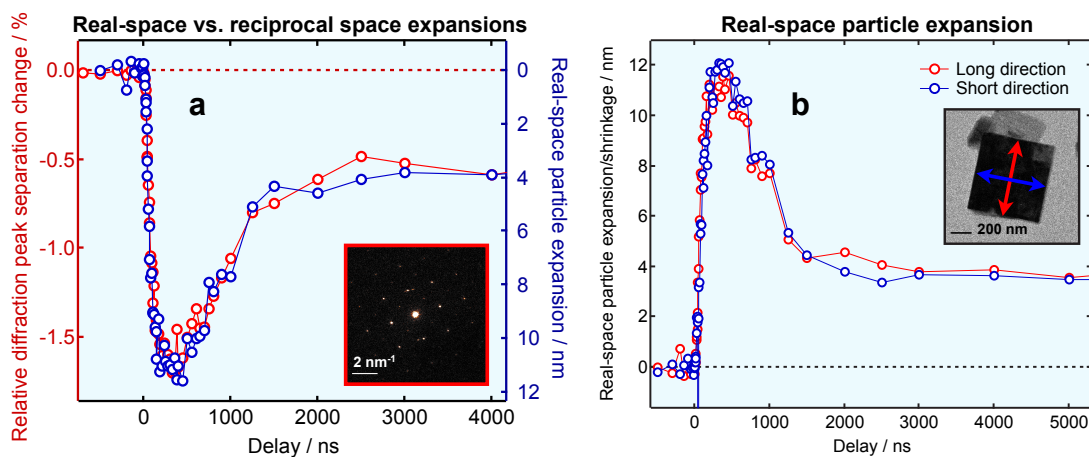 Real-space vs. reciprocal space expansions
Relative diffraction peak separation change / %
0.0
-0.5
-1.0
-1.5
a
2 nm-1
0
2
4
6
8
10
12
Real-space particle expansion / nm
0
1000
2000
3000
4000
Delay / ns
Real-space particle expansion
Real-space particle expansion/shrinkage / nm
12
10
8
6
4
2
0
b
Long direction
Short direction
200 nm
0
1000
2000
3000
4000
5000
Delay / ns